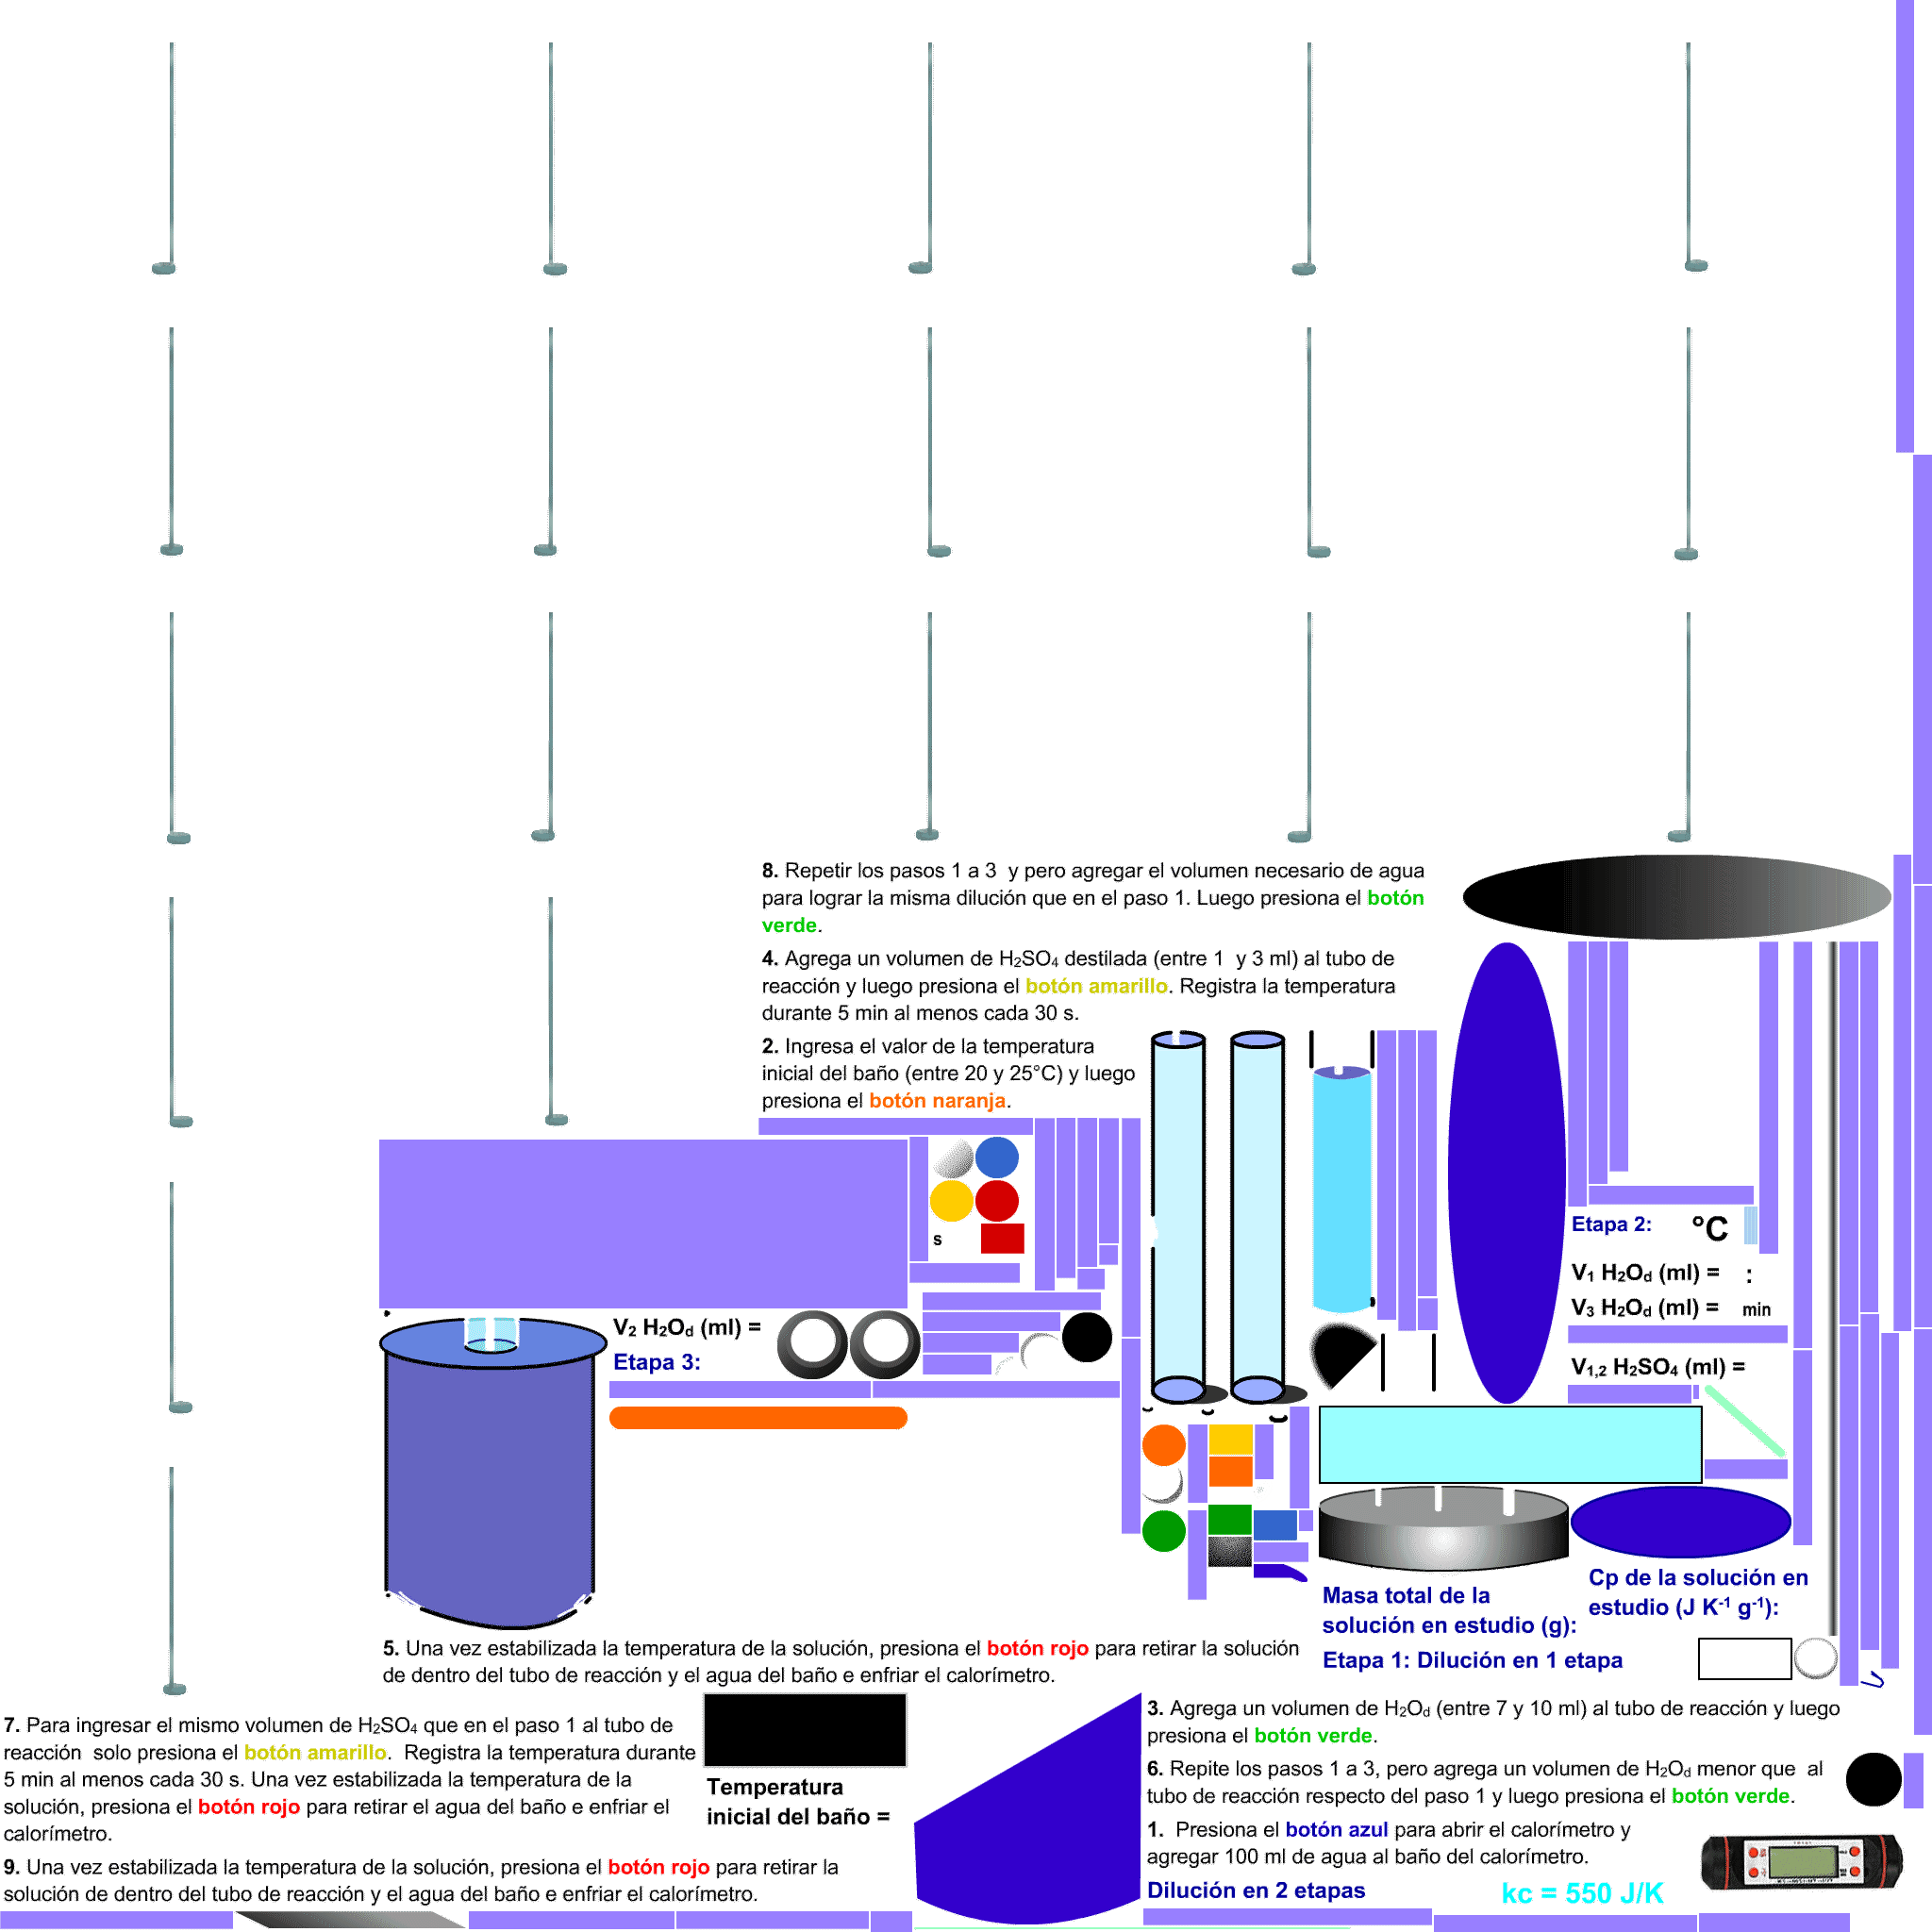 8. Repetir los pasos 1 a 3 y pero agregar el volumen necesario de agua
para lograr la misma dilución que en el paso 1. Luego presiona el botón
verde.
4. Agrega un volumen de H₂SO₄ destilada (entre 1 y 3 ml) al tubo de
reacción y luego presiona el botón amarillo. Registra la temperatura
durante 5 min al menos cada 30 s.
2. Ingresa el valor de la temperatura
inicial del baño (entre 20 y 25°C) y luego
presiona el botón naranja.
s
Etapa 2:
°C
V₁ H₂Od (ml) =
:
V₃ H₂Od (ml) =
min
V₁,₂ H₂SO₄ (ml) =
V₂ H₂Od (ml) =
Etapa 3:
Masa total de la
solución en estudio (g):
Cp de la solución en
estudio (J K⁻¹ g⁻¹):
Etapa 1: Dilución en 1 etapa
5. Una vez estabilizada la temperatura de la solución, presiona el botón rojo para retirar la solución
de dentro del tubo de reacción y el agua del baño e enfriar el calorímetro.
7. Para ingresar el mismo volumen de H₂SO₄ que en el paso 1 al tubo de
reacción solo presiona el botón amarillo. Registra la temperatura durante
5 min al menos cada 30 s. Una vez estabilizada la temperatura de la
solución, presiona el botón rojo para retirar el agua del baño e enfriar el
calorímetro.
Temperatura
inicial del baño =
9. Una vez estabilizada la temperatura de la solución, presiona el botón rojo para retirar la
solución de dentro del tubo de reacción y el agua del baño e enfriar el calorímetro.
3. Agrega un volumen de H₂Od (entre 7 y 10 ml) al tubo de reacción y luego
presiona el botón verde.
6. Repite los pasos 1 a 3, pero agrega un volumen de H₂Od menor que al
tubo de reacción respecto del paso 1 y luego presiona el botón verde.
1. Presiona el botón azul para abrir el calorímetro y
agregar 100 ml de agua al baño del calorímetro.
Dilución en 2 etapas
kc = 550 J/K